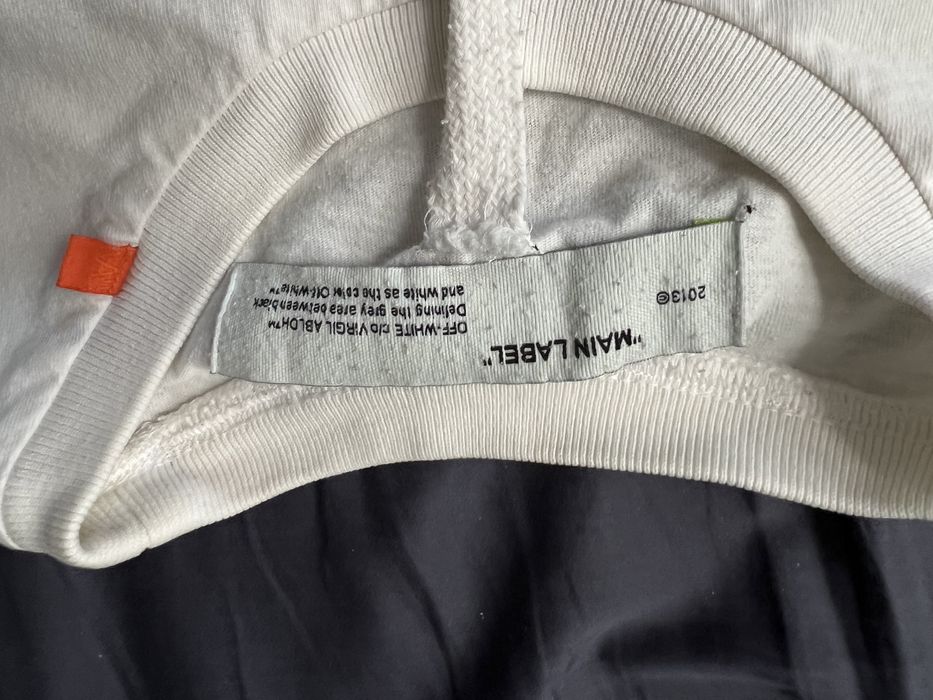 "MAIN LABEL"
2013©
OFF-WHITE c/o VIRGIL ABLOH™
Defining the grey area between black
and white as the color Off-White™